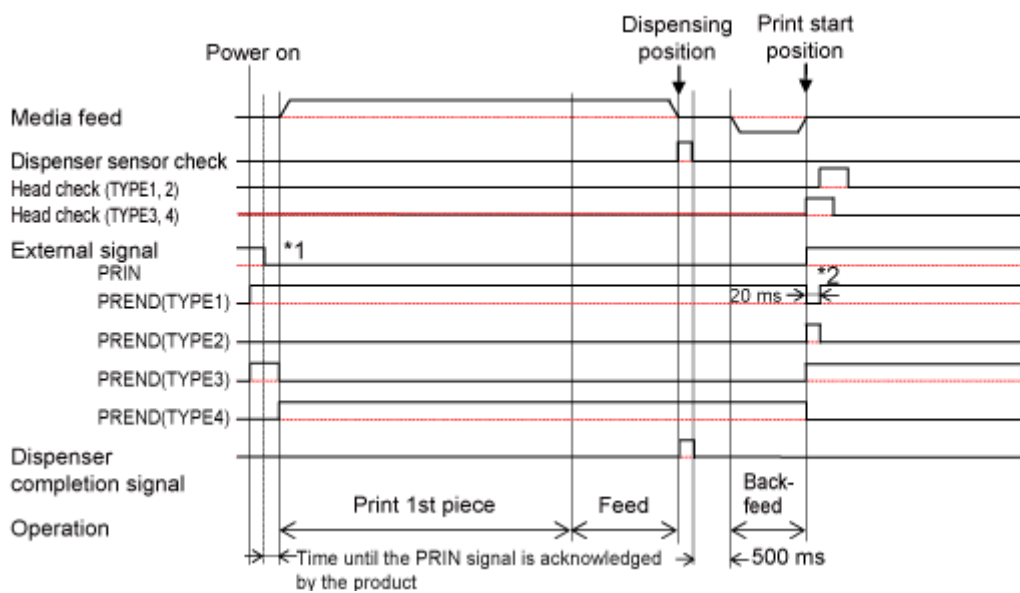 Dispensing
position
Print start
position
Power on
Media feed
Dispenser sensor check
Head check (TYPE1, 2)
Head check (TYPE3, 4)
External signal
*1
PRIN
*2
20 ms
PREND(TYPE1)
PREND(TYPE2)
PREND(TYPE3)
PREND(TYPE4)
Dispenser
completion signal
Print 1st piece
Feed
Back-
feed
Operation
Time until the PRIN signal is acknowledged
by the product
500 ms